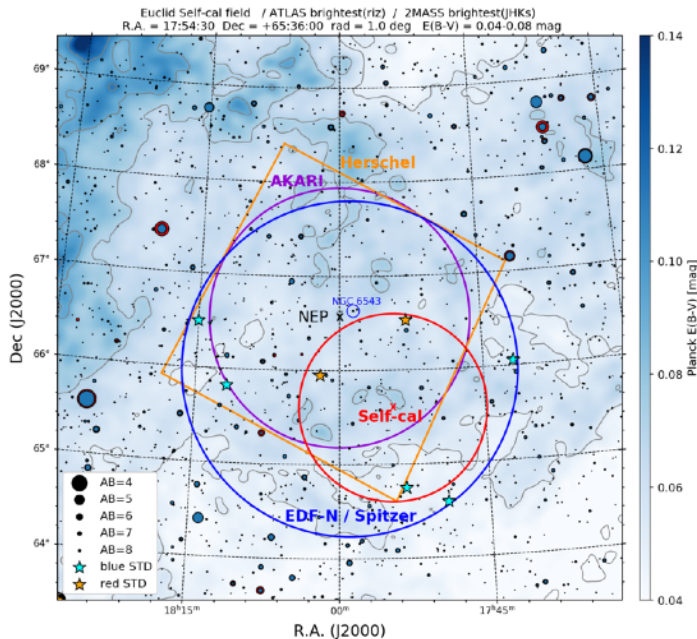 Euclid Self-cal field / ATLAS brightest(riz) / 2MASS brightest(JHKs)
R.A. = 17:54:30 Dec = +65:36:00 rad = 1.0 deg E(B-V) = 0.04-0.08 mag
69°
68°
67°
66°
65°
64°
Dec (J2000)
Herschel
AKARI
NGC 6543
NEP
Self-cal
EDF-N / Spitzer
AB=4
AB=5
AB=6
AB=7
AB=8
blue STD
red STD
18ʰ15ᵐ
00ᵐ
17ʰ45ᵐ
R.A. (J2000)
0.14
0.12
0.10
0.08
0.06
0.04
Planck E(B-V) [mag]